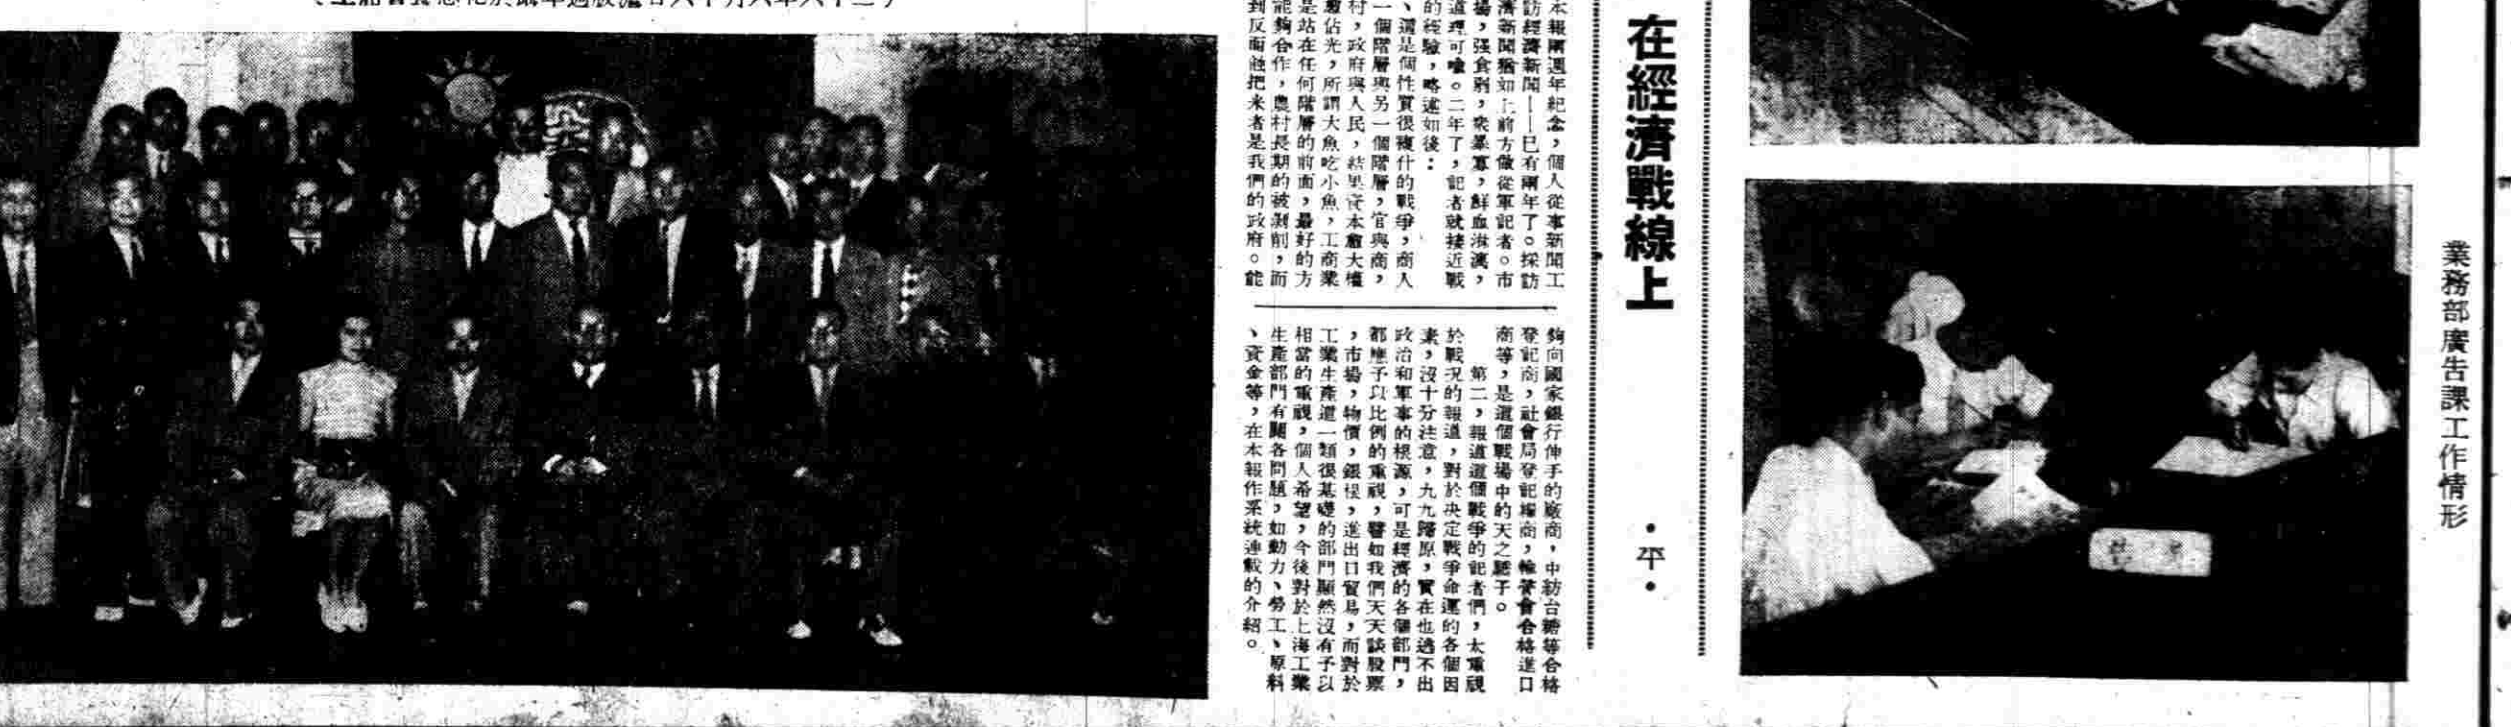 在經濟戰線上
•平•
本報兩週年紀念，個人從事新聞工
訪經濟新聞——已有兩年了。採訪
濟新聞猶如上前方做從軍記者。市
場，强食弱，衆暴寡，鮮血淋漓，
道理可喻。二年了，記者就接近戰
的經驗，略述如後：
、這是個性質很複什的戰爭，商人
一個階層與另一個階層，官與商，
村，政府與人民，結果資本愈大權
愈佔光，所謂大魚吃小魚，工商業
是站在任何階層的前面，最好的方
能夠合作，農村長期的被剝削，而
到反面社把未者是我們的政府。能
夠向國家銀行伸手的廠商，中紡台糖等合格
登記商，社會局登記糧商，輸管會合格進口
商等，是這個戰場中的天之驕子。
第二，報道這個戰爭的記者們，太重視
於戰況的報道，對於决定戰爭命運的各個因
素，沒十分注意，九九歸原，實在也逃不出
政治和軍事的根源，可是經濟的各個部門，
都應予以比例的重視，譬如我們天天談股票
，市場，物價，銀根，進出口貿易，而對於
工業生產這一類很基礎的部門顯然沒有予以
相當的重視，個人希望，今後對於上海工業
生產部門有關各問題，如動力、勞工、原料
、資金等，在本報作系統連載的介紹。
業務部廣告課工作情形